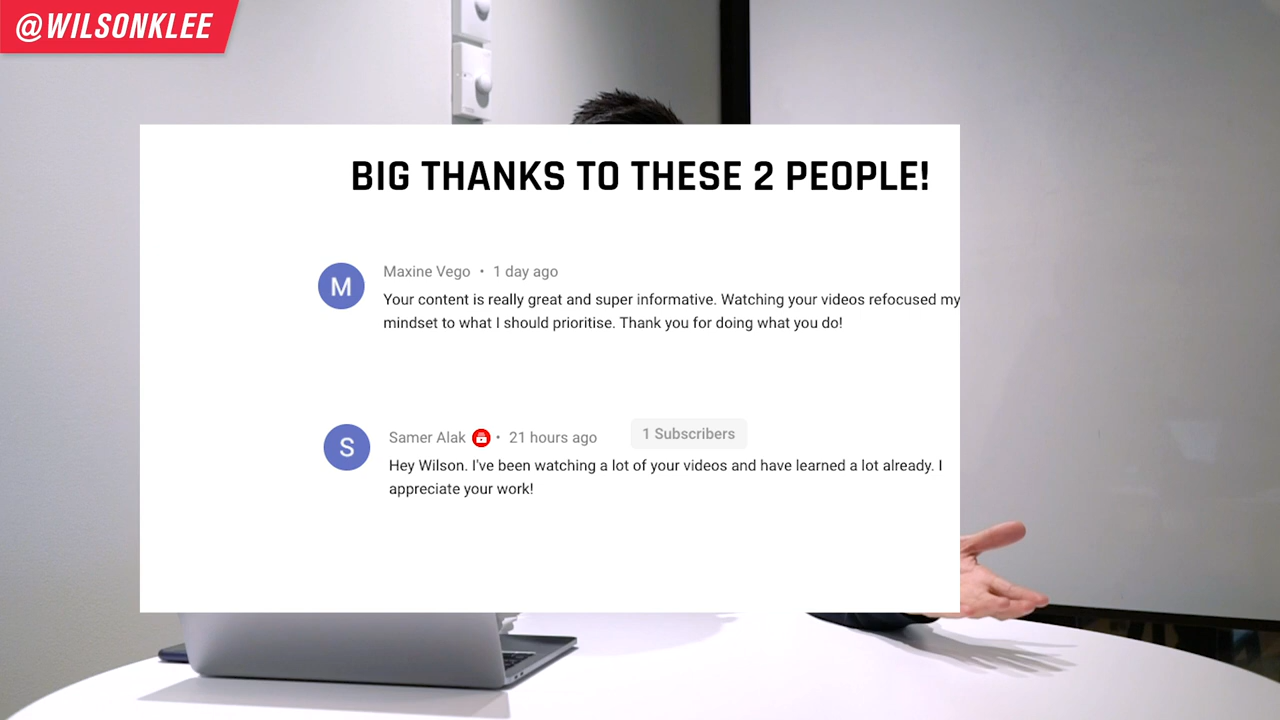 @WILSONKLEE
BIG THANKS TO THESE 2 PEOPLE!
M
Maxine Vego • 1 day ago
Your content is really great and super informative. Watching your videos refocused my
mindset to what I should prioritise. Thank you for doing what you do!
S
Samer Alak • 21 hours ago
1 Subscribers
Hey Wilson. I've been watching a lot of your videos and have learned a lot already. I
appreciate your work!